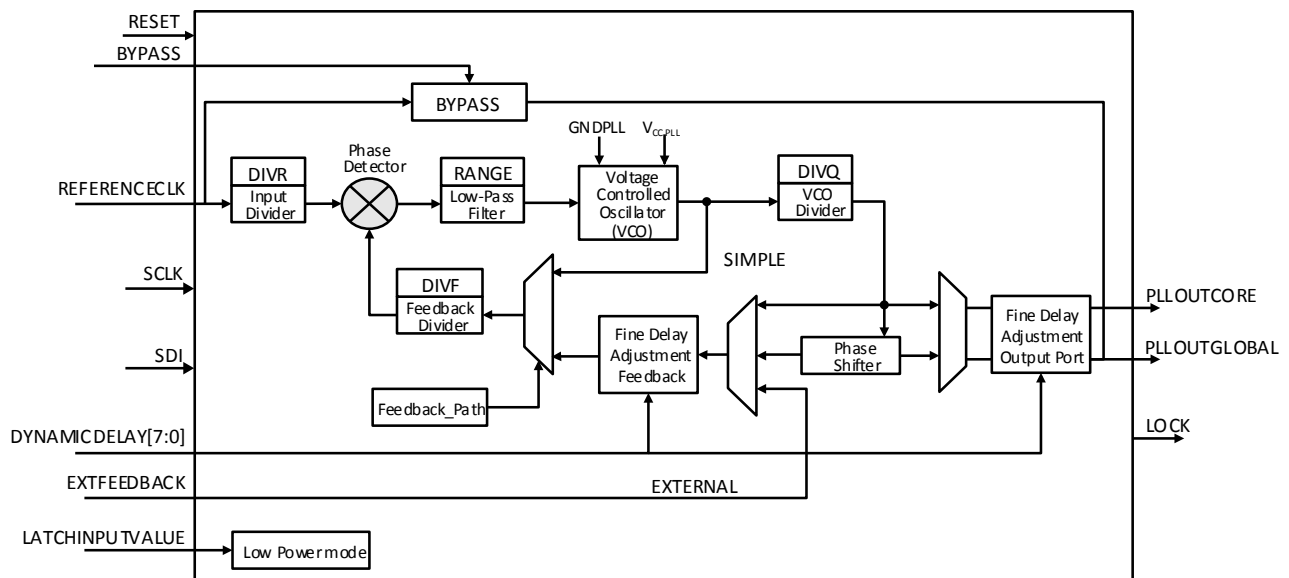 RESET
BYPASS
BYPASS
GNDPLL
VCCPLL
Phase
Detector
DIVR
Input
Divider
RANGE
Low-Pass
Filter
Voltage
Controlled
Oscillator
(VCO)
DIVQ
VCO
Divider
REFERENCECLK
SIMPLE
SCLK
DIVF
Feedback
Divider
Fine Delay
Adjustment
Feedback
Phase
Shifter
Fine Delay
Adjustment
Output Port
PLLOUTCORE
PLLOUTGLOBAL
SDI
Feedback_Path
DYNAMICDELAY[7:0]
LOCK
EXTFEEDBACK
EXTERNAL
LATCHINPUTVALUE
Low Power mode